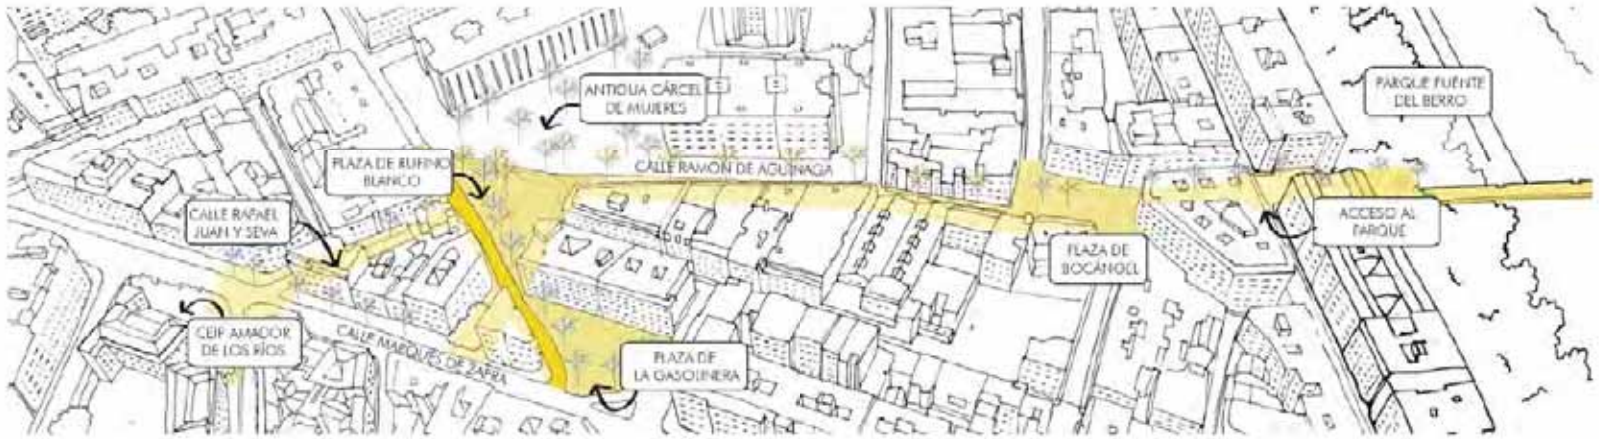 ANTIGUA CÁRCEL
DE MUJERES
PARQUE FUENTE
DEL BERRO
PLAZA DE RUFINO
BLANCO
CALLE RAMÓN DE AGUINAGA
CALLE RAFAEL
JUAN Y SEVA
ACCESO AL
PARQUE
PLAZA DE
BOCÁNGEL
CEIP AMADOR
DE LOS RÍOS
CALLE MARQUÉS DE ZAFRA
PLAZA DE
LA GASOLINERA